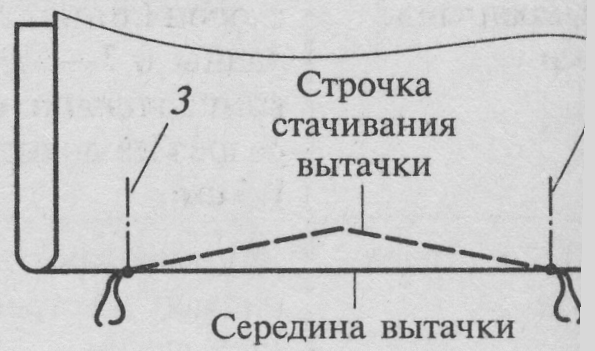 3
Строчка
стачивания
вытачки
Середина вытачки